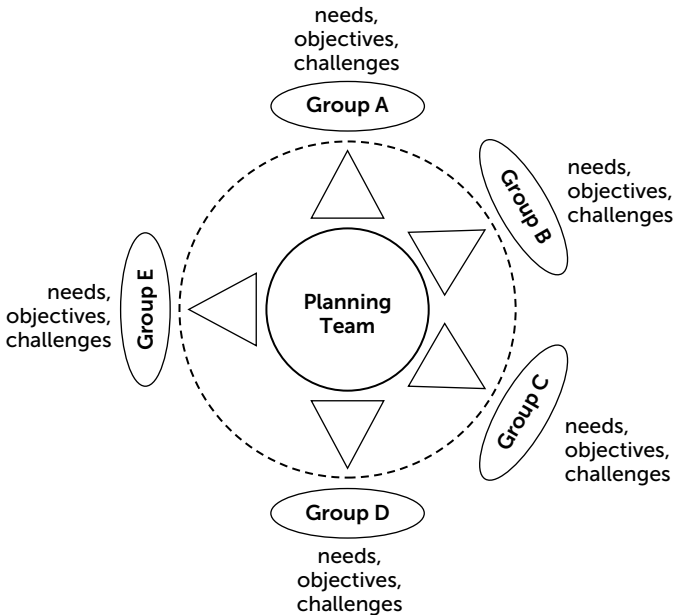 needs,
objectives,
challenges
Group A
Group B
needs,
objectives,
challenges
Group E
needs,
objectives,
challenges
Planning
Team
Group C
needs,
objectives,
challenges
Group D
needs,
objectives,
challenges